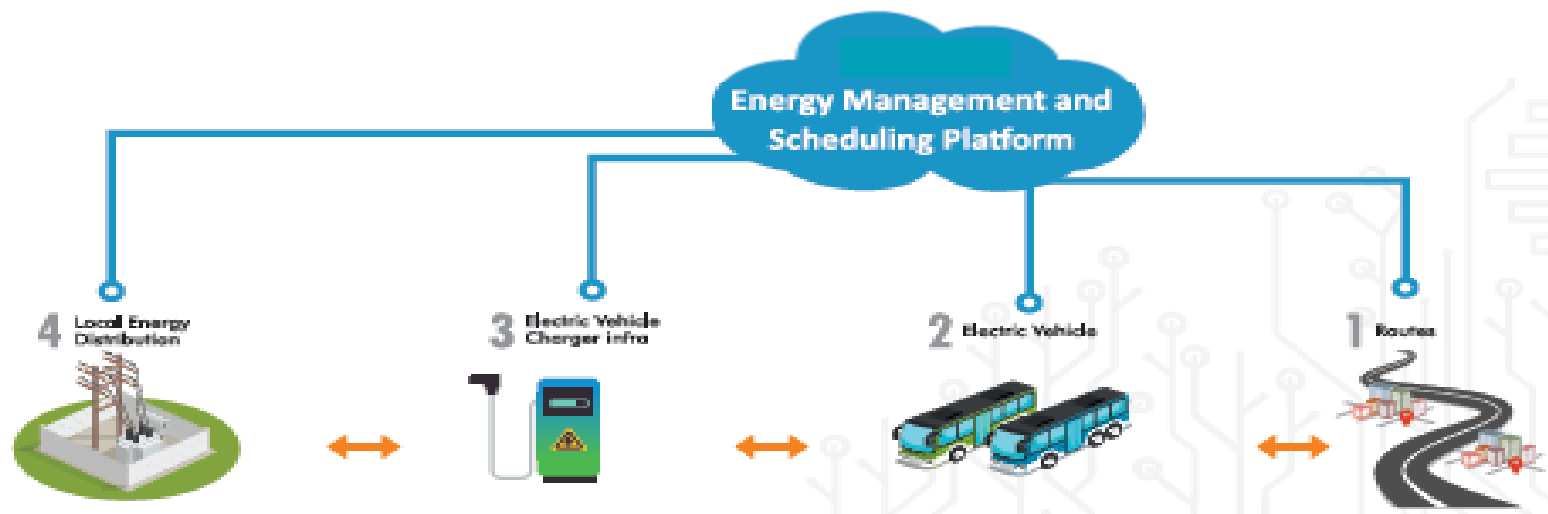 Energy Management and
Scheduling Platform
4 Local Energy
Distribution
3 Electric Vehicle
Charger infra
2 Electric Vehicle
1 Routes